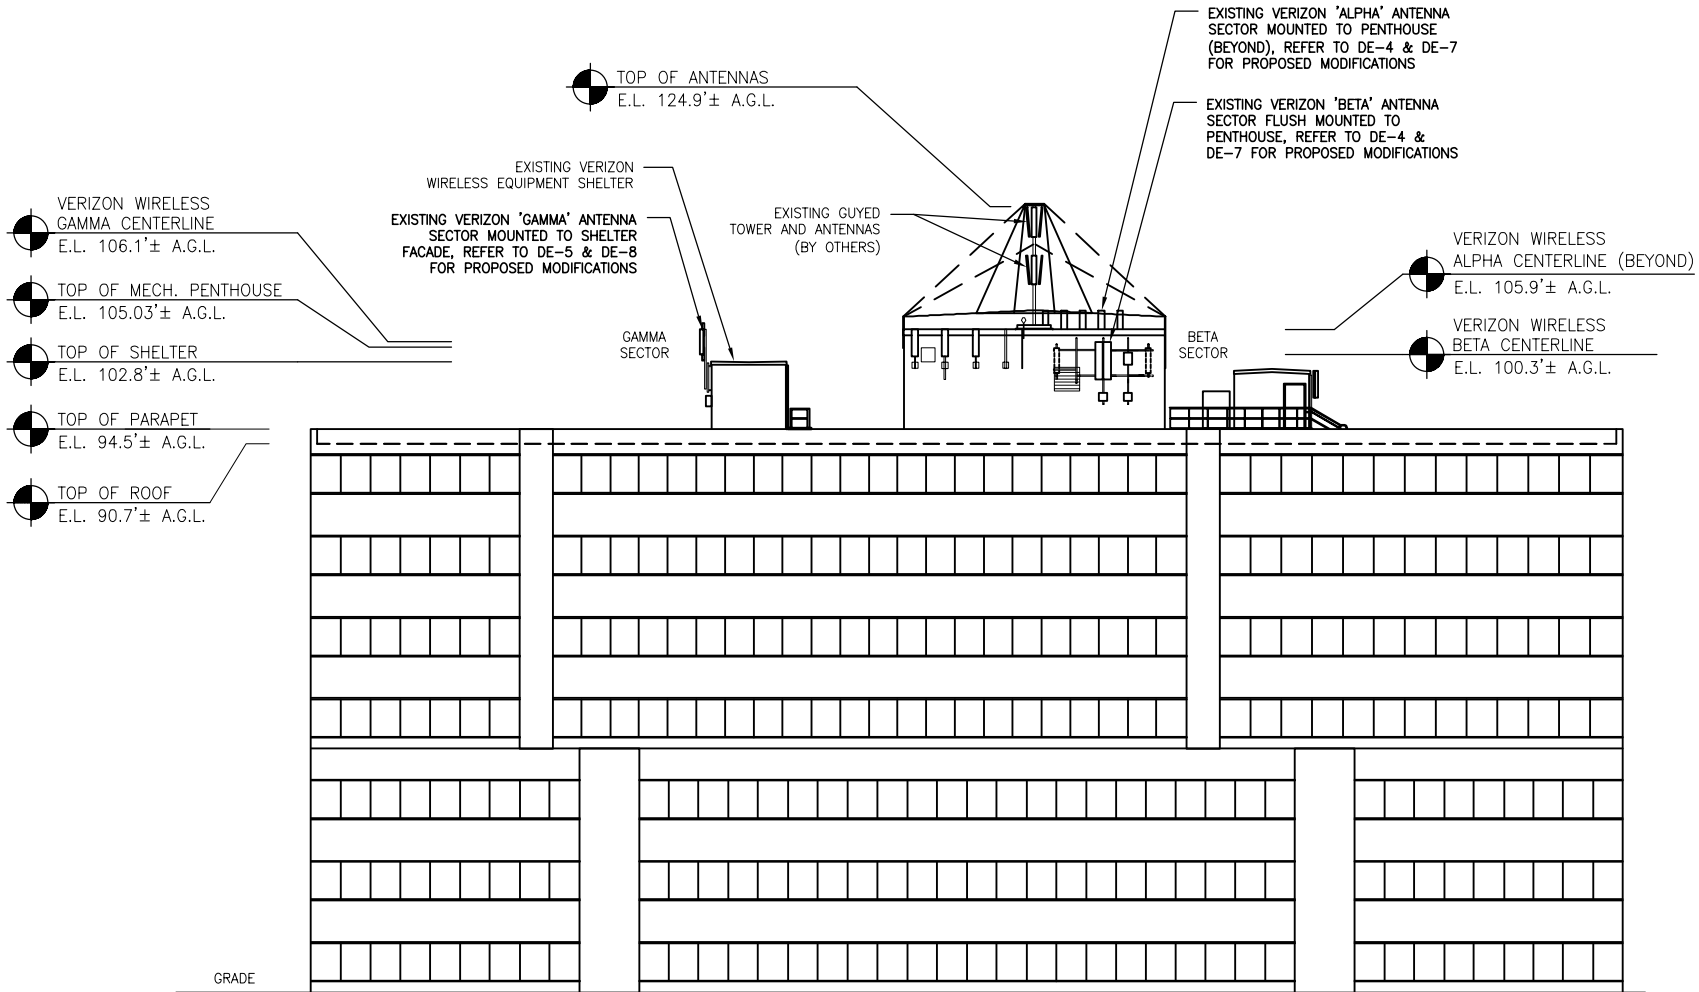 EXISTING VERIZON 'ALPHA' ANTENNA
SECTOR MOUNTED TO PENTHOUSE
(BEYOND), REFER TO DE-4 & DE-7
FOR PROPOSED MODIFICATIONS
TOP OF ANTENNAS
E.L. 124.9'± A.G.L.
EXISTING VERIZON 'BETA' ANTENNA
SECTOR FLUSH MOUNTED TO
PENTHOUSE, REFER TO DE-4 &
DE-7 FOR PROPOSED MODIFICATIONS
EXISTING VERIZON
WIRELESS EQUIPMENT SHELTER
EXISTING VERIZON 'GAMMA' ANTENNA
SECTOR MOUNTED TO SHELTER
FACADE, REFER TO DE-5 & DE-8
FOR PROPOSED MODIFICATIONS
EXISTING GUYED
TOWER AND ANTENNAS
(BY OTHERS)
VERIZON WIRELESS
GAMMA CENTERLINE
E.L. 106.1'± A.G.L.
TOP OF MECH. PENTHOUSE
E.L. 105.03'± A.G.L.
TOP OF SHELTER
E.L. 102.8'± A.G.L.
TOP OF PARAPET
E.L. 94.5'± A.G.L.
TOP OF ROOF
E.L. 90.7'± A.G.L.
GAMMA
SECTOR
BETA
SECTOR
VERIZON WIRELESS
ALPHA CENTERLINE (BEYOND)
E.L. 105.9'± A.G.L.
VERIZON WIRELESS
BETA CENTERLINE
E.L. 100.3'± A.G.L.
GRADE